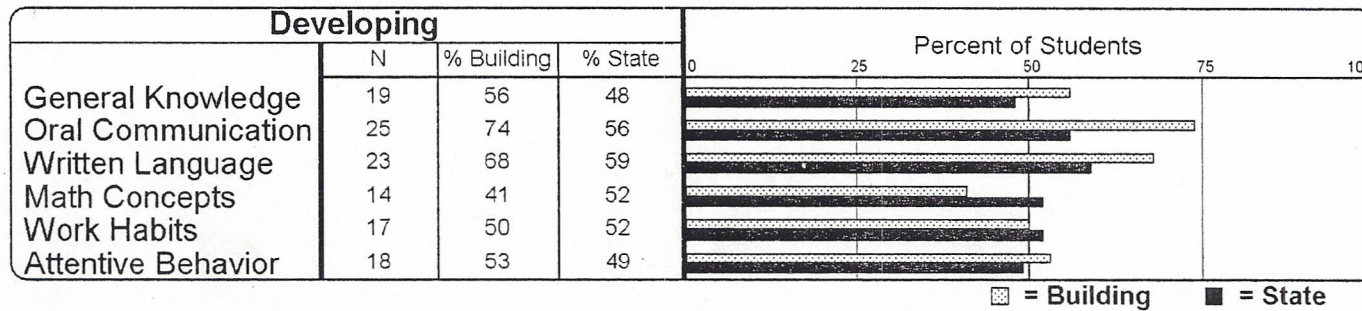 Developing
N % Building % State
Percent of Students
0 25 50 75 10
General Knowledge 19 56 48
Oral Communication 25 74 56
Written Language 23 68 59
Math Concepts 14 41 52
Work Habits 17 50 52
Attentive Behavior 18 53 49
= Building = State